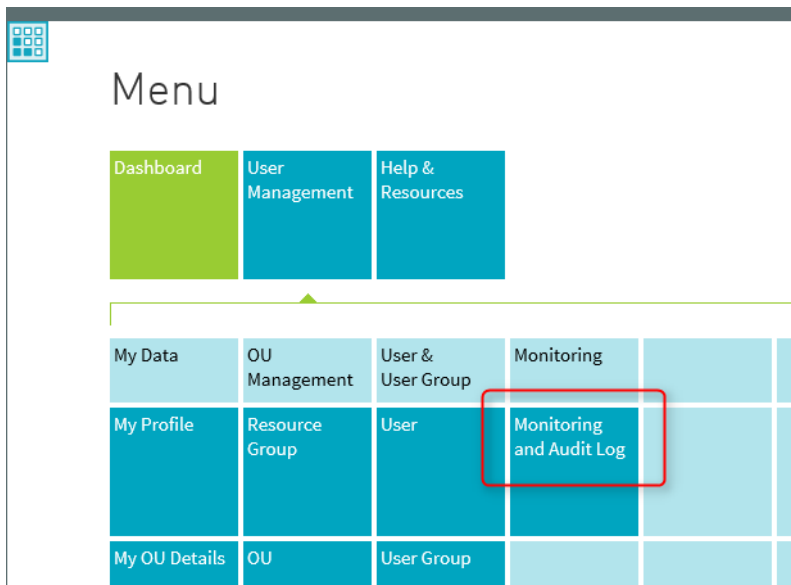 Menu
Dashboard
User
Management
Help &
Resources
My Data
OU
Management
User &
User Group
Monitoring
My Profile
Resource
Group
User
Monitoring
and Audit Log
My OU Details
OU
User Group